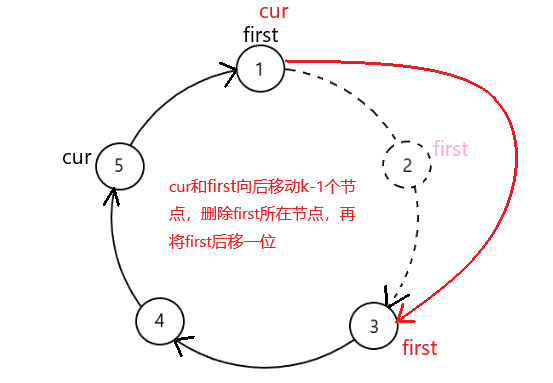 cur
first
1
first
2
cur
5
cur和first向后移动k-1个节
点，删除first所在节点，再
将first后移一位
4
3
first